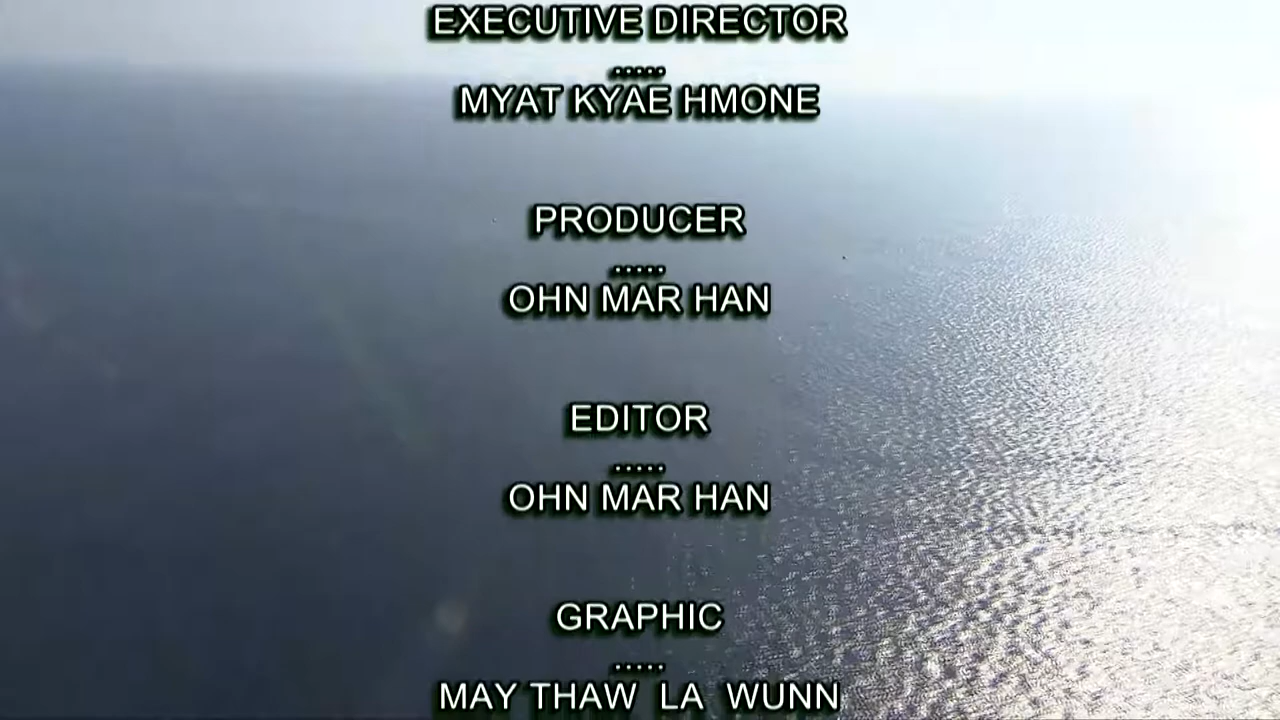 EXECUTIVE DIRECTOR
.....
MYAT KYAE HMONE
PRODUCER
.....
OHN MAR HAN
EDITOR
.....
OHN MAR HAN
GRAPHIC
.....
MAY THAW LA WUNN